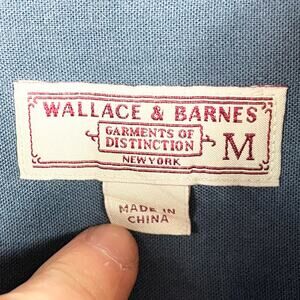 WALLACE & BARNES
GARMENTS OF
DISTINCTION
M
NEW YORK
MADE IN
CHINA